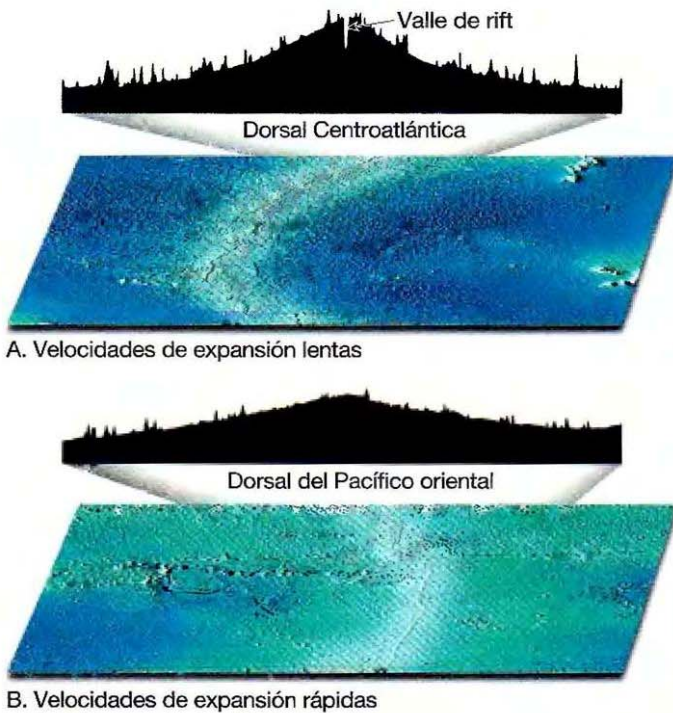 Valle de rift
Dorsal Centroatlántica
A. Velocidades de expansión lentas
Dorsal del Pacífico oriental
B. Velocidades de expansión rápidas